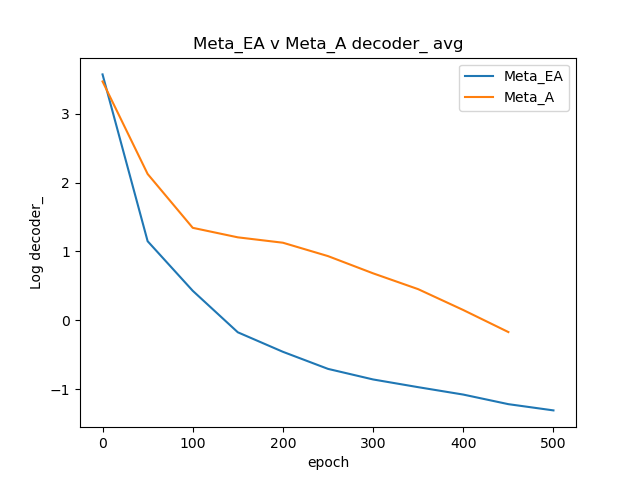 Meta_EA v Meta_A decoder_ avg
Meta_EA
Meta_A
Log decoder_
3
2
1
0
−1
0 100 200 300 400 500
epoch